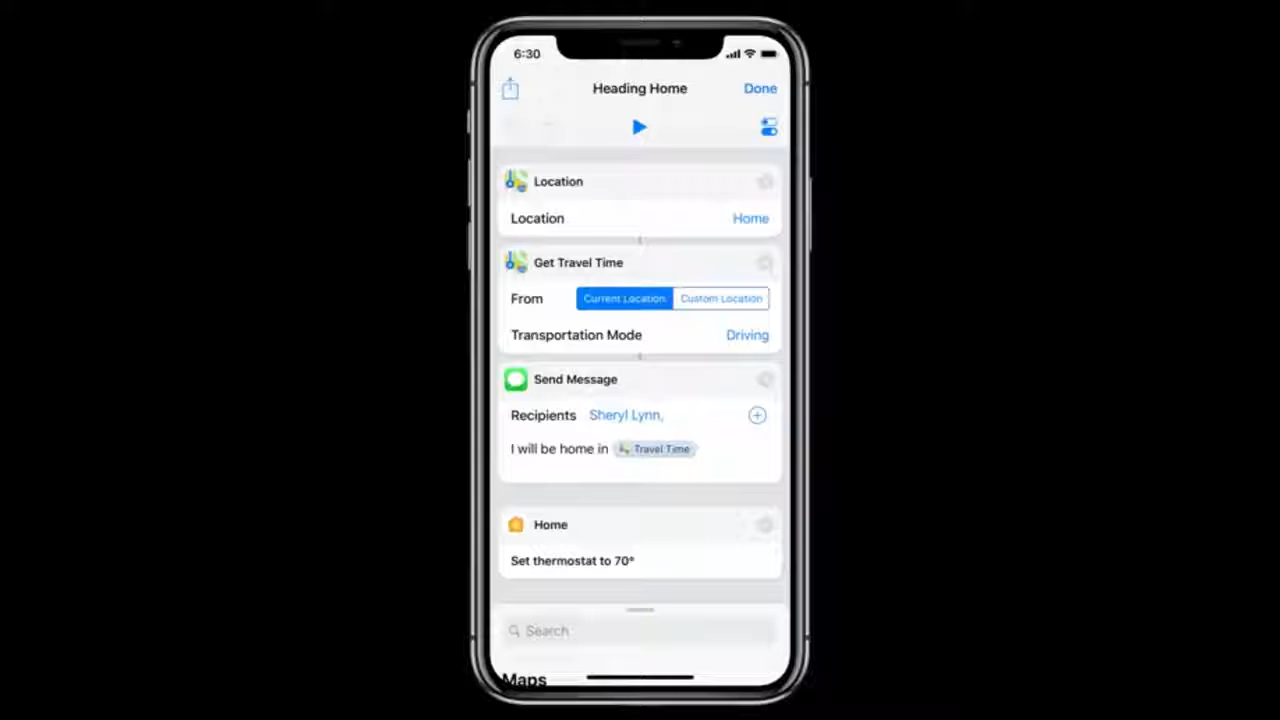 6:30
Heading Home Done
Location
Location Home
Get Travel Time
From Current Location Custom Location
Transportation Mode Driving
Send Message
Recipients Sheryl Lynn,
I will be home in Travel Time
Home
Set thermostat to 70°
Search
Maps